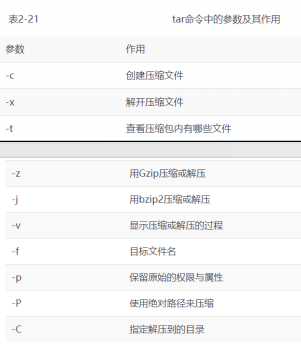 表2-21 tar命令中的参数及其作用
参数 作用
-c 创建压缩文件
-x 解开压缩文件
-t 查看压缩包内有哪些文件
-z 用Gzip压缩或解压
-j 用bzip2压缩或解压
-v 显示压缩或解压的过程
-f 目标文件名
-p 保留原始的权限与属性
-P 使用绝对路径来压缩
-C 指定解压到的目录